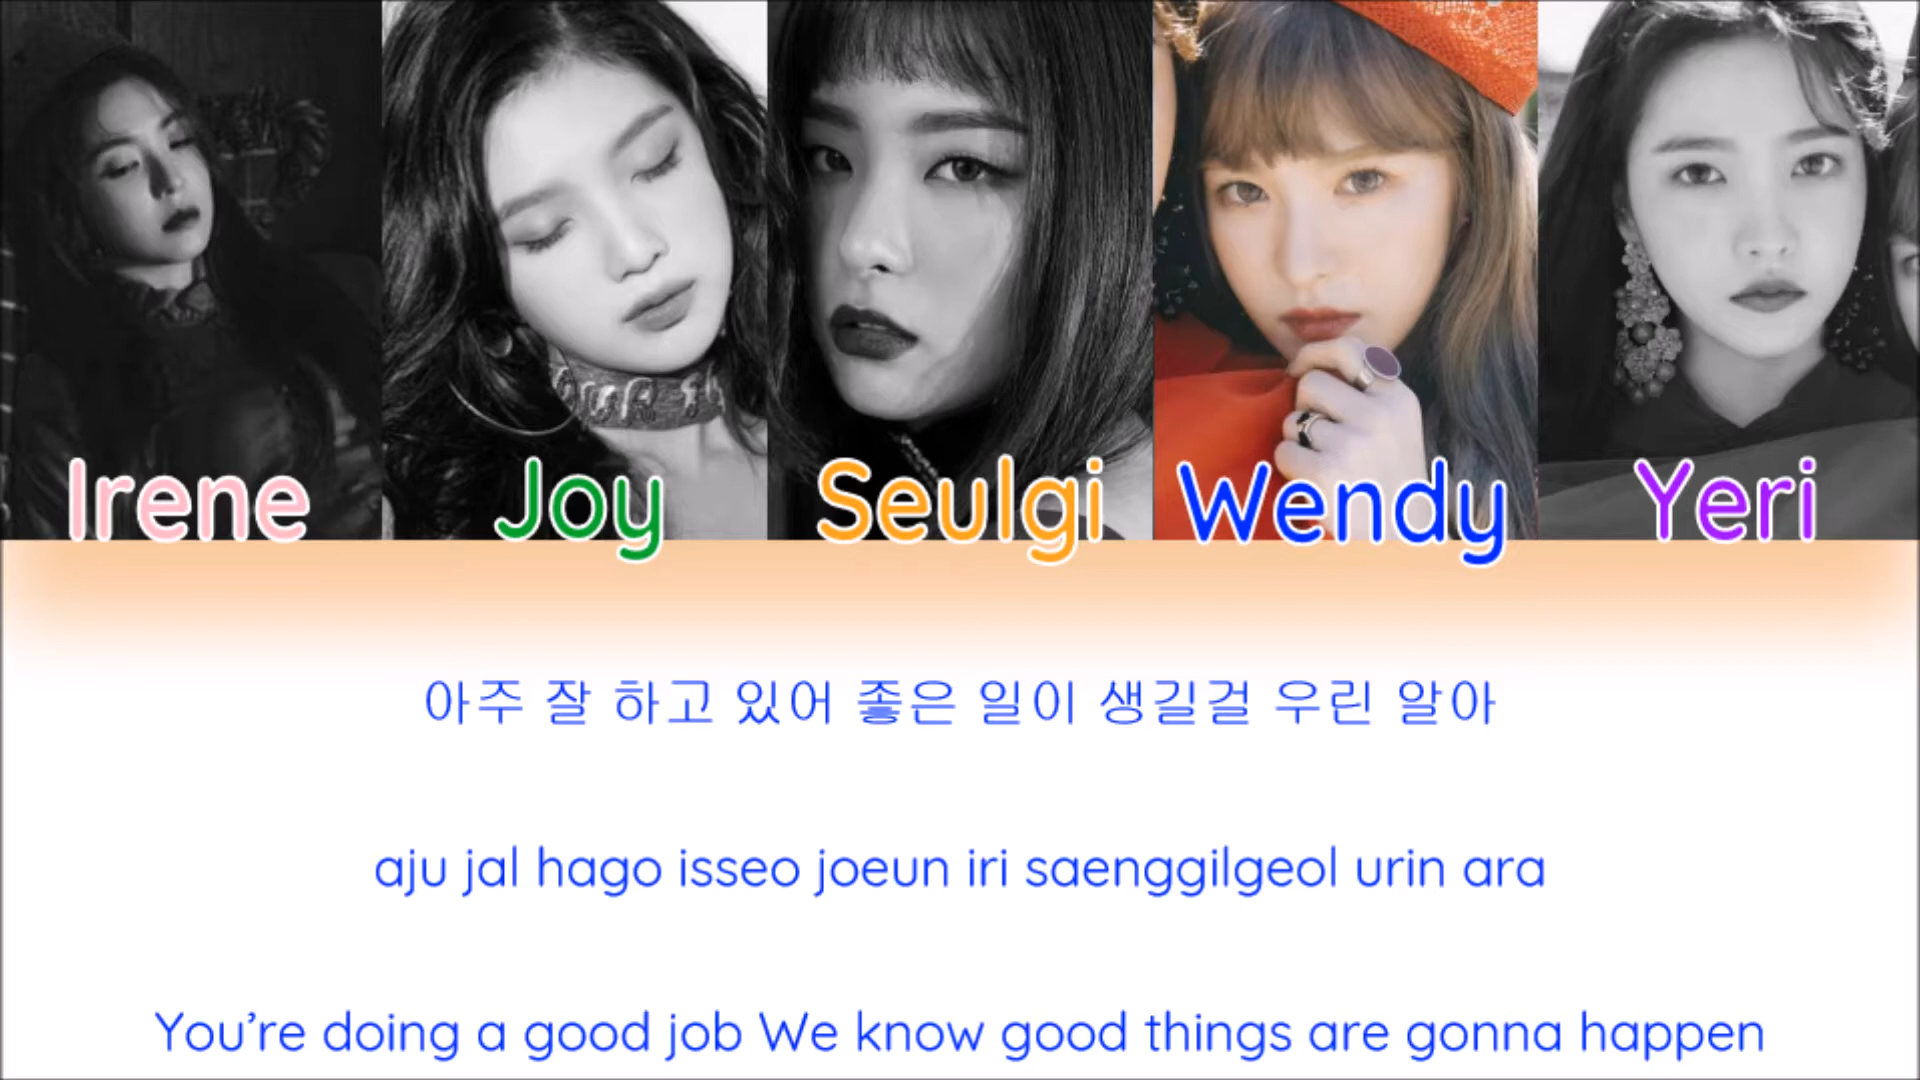 Irene Joy Seulgi Wendy Yeri
아주 잘 하고 있어 좋은 일이 생길걸 우린 알아
aju jal hago isseo joeun iri saenggilgeol urin ara
You’re doing a good job We know good things are gonna happen